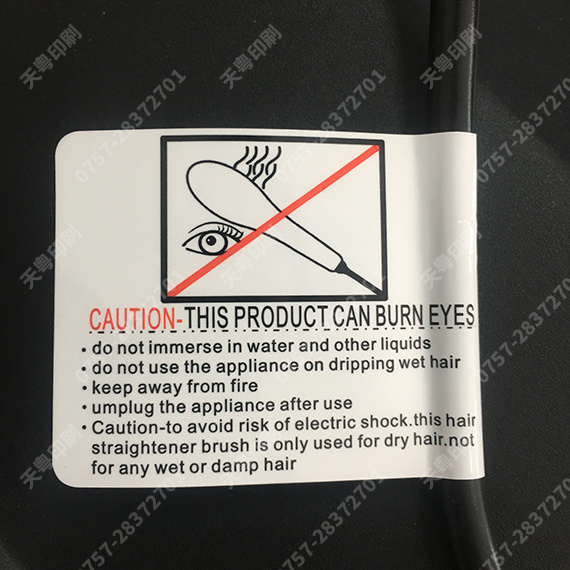 CAUTION-THIS PRODUCT CAN BURN EYES
• do not immerse in water and other liquids
• do not use the appliance on dripping wet hair
• keep away from fire
• umplug the appliance after use
• Caution-to avoid risk of electric shock.this hair
straightener brush is only used for dry hair.not
for any wet or damp hair
天粤印刷
0757-28372701